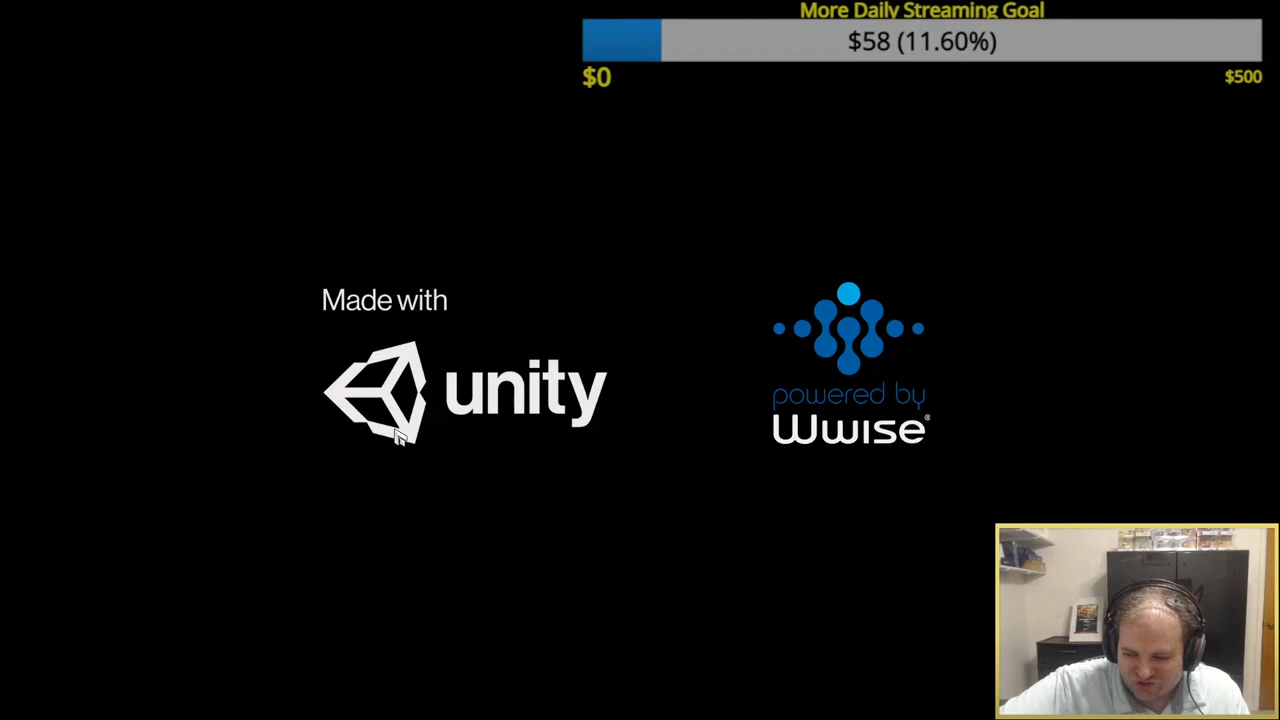 More Daily Streaming Goal
$58 (11.60%)
$0
$500
Made with
unity
powered by
Wwise®